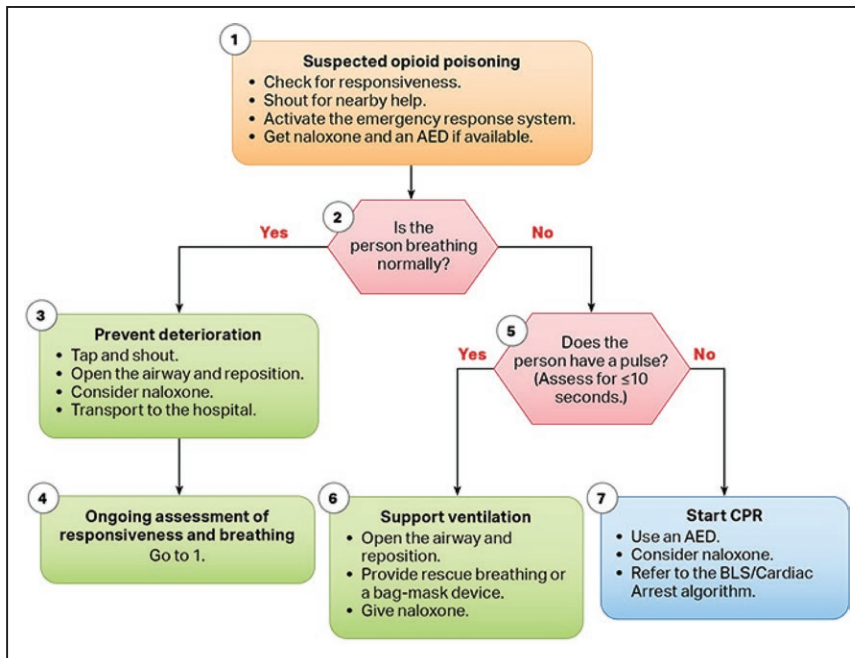 1
Suspected opioid poisoning
• Check for responsiveness.
• Shout for nearby help.
• Activate the emergency response system.
• Get naloxone and an AED if available.
2
Is the
person breathing
normally?
Yes
No
3
Prevent deterioration
• Tap and shout.
• Open the airway and reposition.
• Consider naloxone.
• Transport to the hospital.
4
Ongoing assessment of
responsiveness and breathing
Go to 1.
5
Does the
person have a pulse?
(Assess for ≤10
seconds.)
Yes
No
6
Support ventilation
• Open the airway and
reposition.
• Provide rescue breathing or
a bag-mask device.
• Give naloxone.
7
Start CPR
• Use an AED.
• Consider naloxone.
• Refer to the BLS/Cardiac
Arrest algorithm.